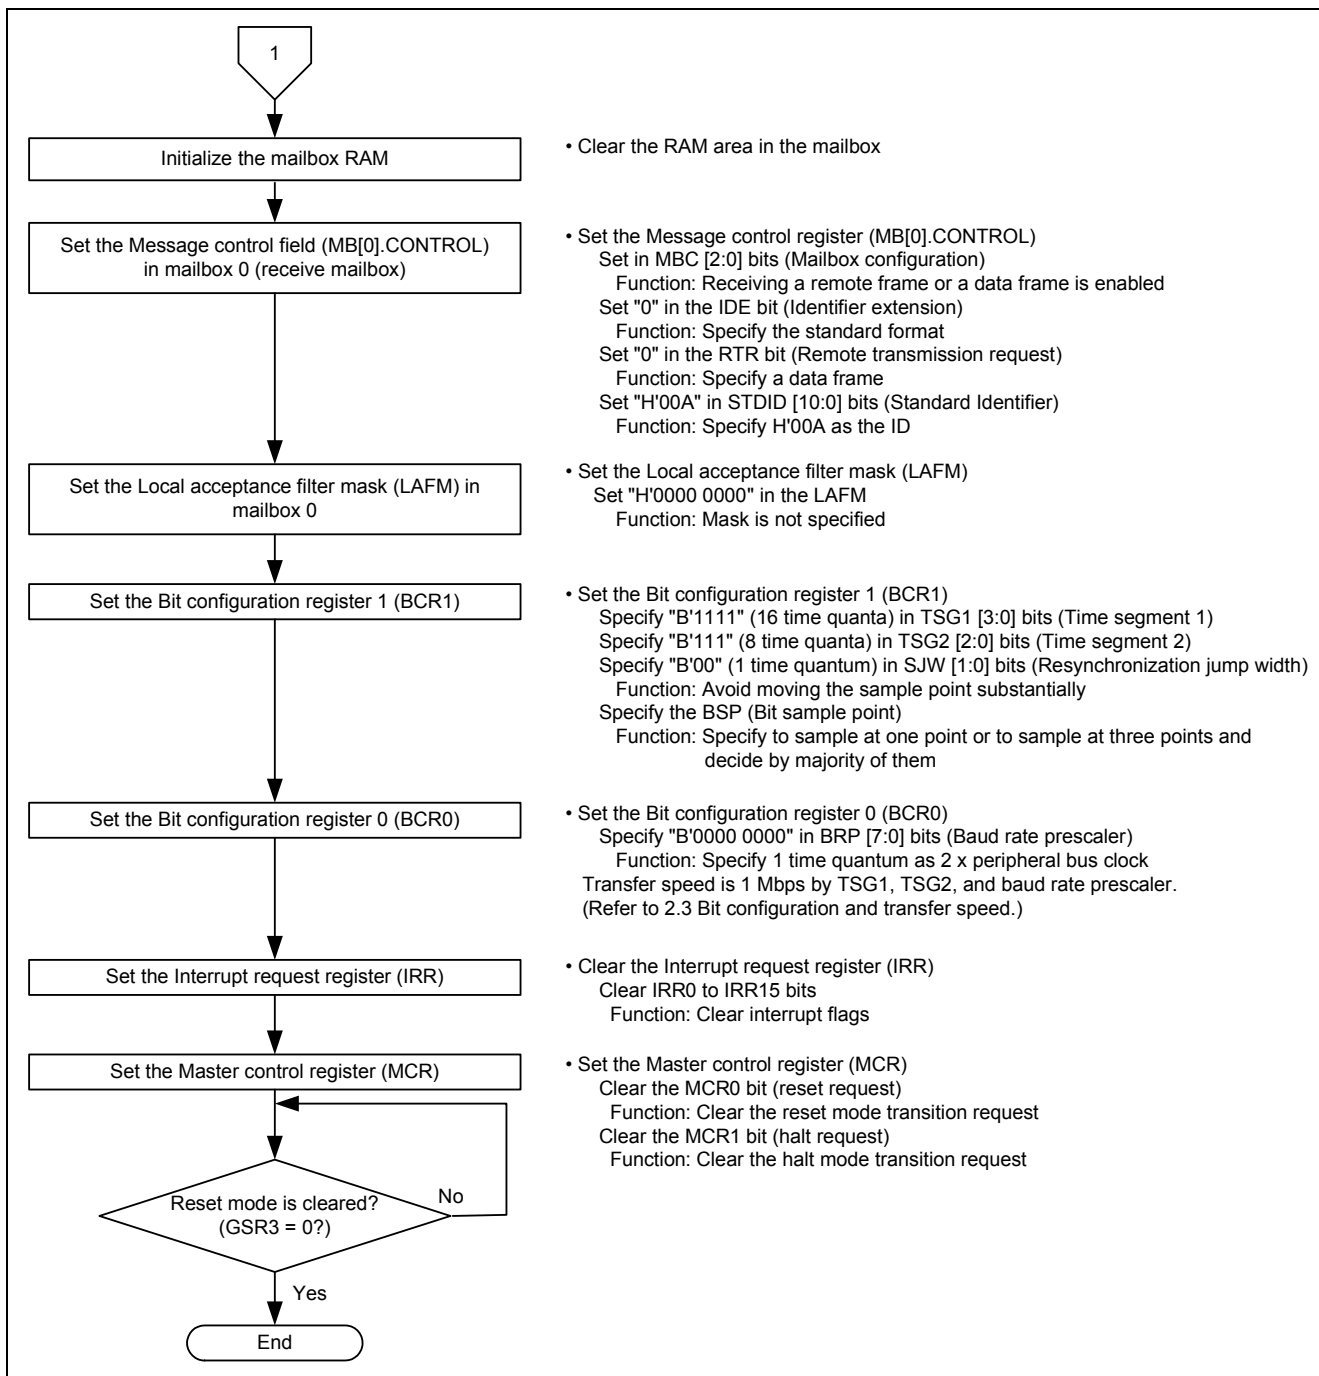 1
Initialize the mailbox RAM
• Clear the RAM area in the mailbox
Set the Message control field (MB[0].CONTROL)
in mailbox 0 (receive mailbox)
• Set the Message control register (MB[0].CONTROL)
Set in MBC [2:0] bits (Mailbox configuration)
Function: Receiving a remote frame or a data frame is enabled
Set "0" in the IDE bit (Identifier extension)
Function: Specify the standard format
Set "0" in the RTR bit (Remote transmission request)
Function: Specify a data frame
Set "H'00A" in STDID [10:0] bits (Standard Identifier)
Function: Specify H'00A as the ID
Set the Local acceptance filter mask (LAFM) in
mailbox 0
• Set the Local acceptance filter mask (LAFM)
Set "H'0000 0000" in the LAFM
Function: Mask is not specified
Set the Bit configuration register 1 (BCR1)
• Set the Bit configuration register 1 (BCR1)
Specify "B'1111" (16 time quanta) in TSG1 [3:0] bits (Time segment 1)
Specify "B'111" (8 time quanta) in TSG2 [2:0] bits (Time segment 2)
Specify "B'00" (1 time quantum) in SJW [1:0] bits (Resynchronization jump width)
Function: Avoid moving the sample point substantially
Specify the BSP (Bit sample point)
Function: Specify to sample at one point or to sample at three points and
decide by majority of them
Set the Bit configuration register 0 (BCR0)
• Set the Bit configuration register 0 (BCR0)
Specify "B'0000 0000" in BRP [7:0] bits (Baud rate prescaler)
Function: Specify 1 time quantum as 2 x peripheral bus clock
Transfer speed is 1 Mbps by TSG1, TSG2, and baud rate prescaler.
(Refer to 2.3 Bit configuration and transfer speed.)
Set the Interrupt request register (IRR)
• Clear the Interrupt request register (IRR)
Clear IRR0 to IRR15 bits
Function: Clear interrupt flags
Set the Master control register (MCR)
• Set the Master control register (MCR)
Clear the MCR0 bit (reset request)
Function: Clear the reset mode transition request
Clear the MCR1 bit (halt request)
Function: Clear the halt mode transition request
Reset mode is cleared?
(GSR3 = 0?)
No
Yes
End